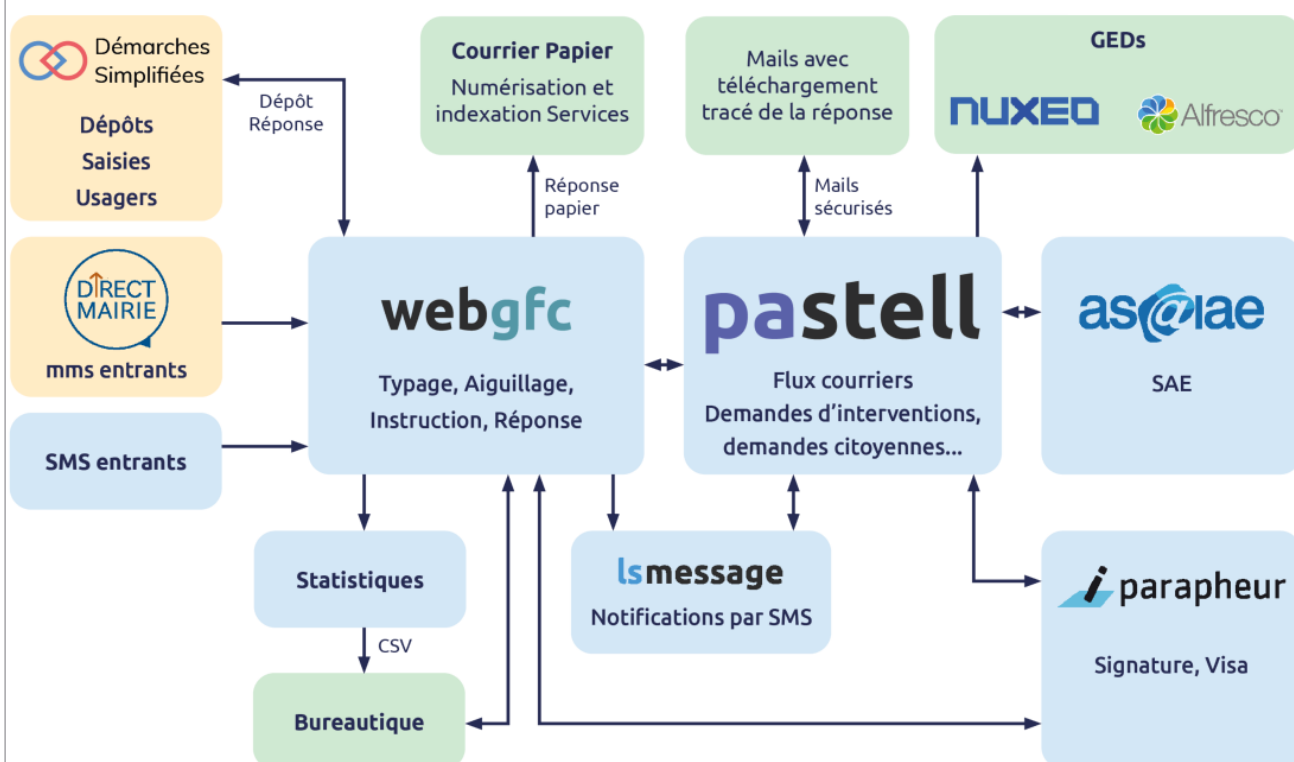 Démarches
Simplifiées
Dépôts
Saisies
Usagers
Dépôt
Réponse
Courrier Papier
Numérisation et
indexation Services
Mails avec
téléchargement
tracé de la réponse
GEDs
nuxeo
Alfresco
Réponse
papier
Mails
sécurisés
DIRECT
MAIRIE
mms entrants
SMS entrants
webgfc
Typage, Aiguillage,
Instruction, Réponse
pastell
Flux courriers
Demandes d'interventions,
demandes citoyennes...
as@lae
SAE
Statistiques
CSV
Bureautique
lsmessage
Notifications par SMS
i parapheur
Signature, Visa